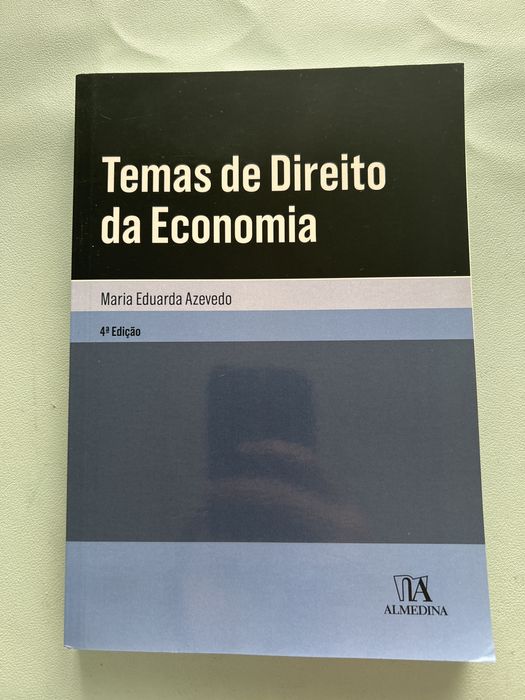 Temas de Direito
da Economia
Maria Eduarda Azevedo
4ª Edição
ALMEDINA